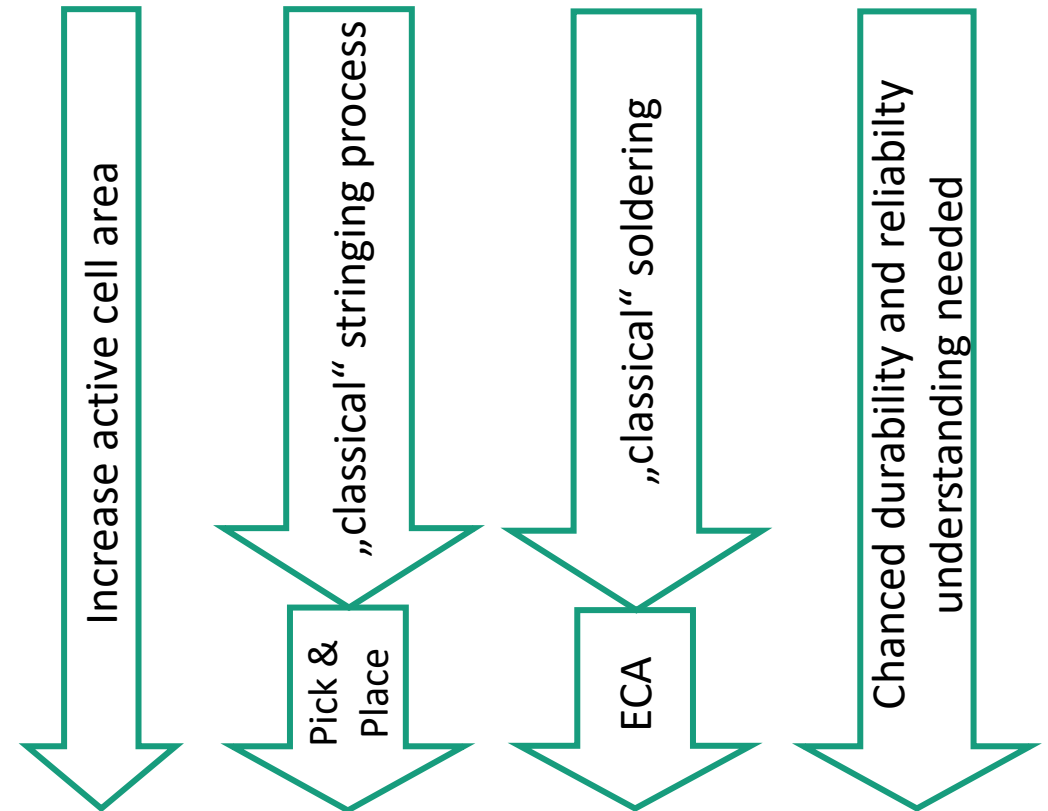 Increase active cell area
„classical“ stringing process
Pick &
Place
„classical“ soldering
ECA
Chanced durability and reliabilty
understanding needed